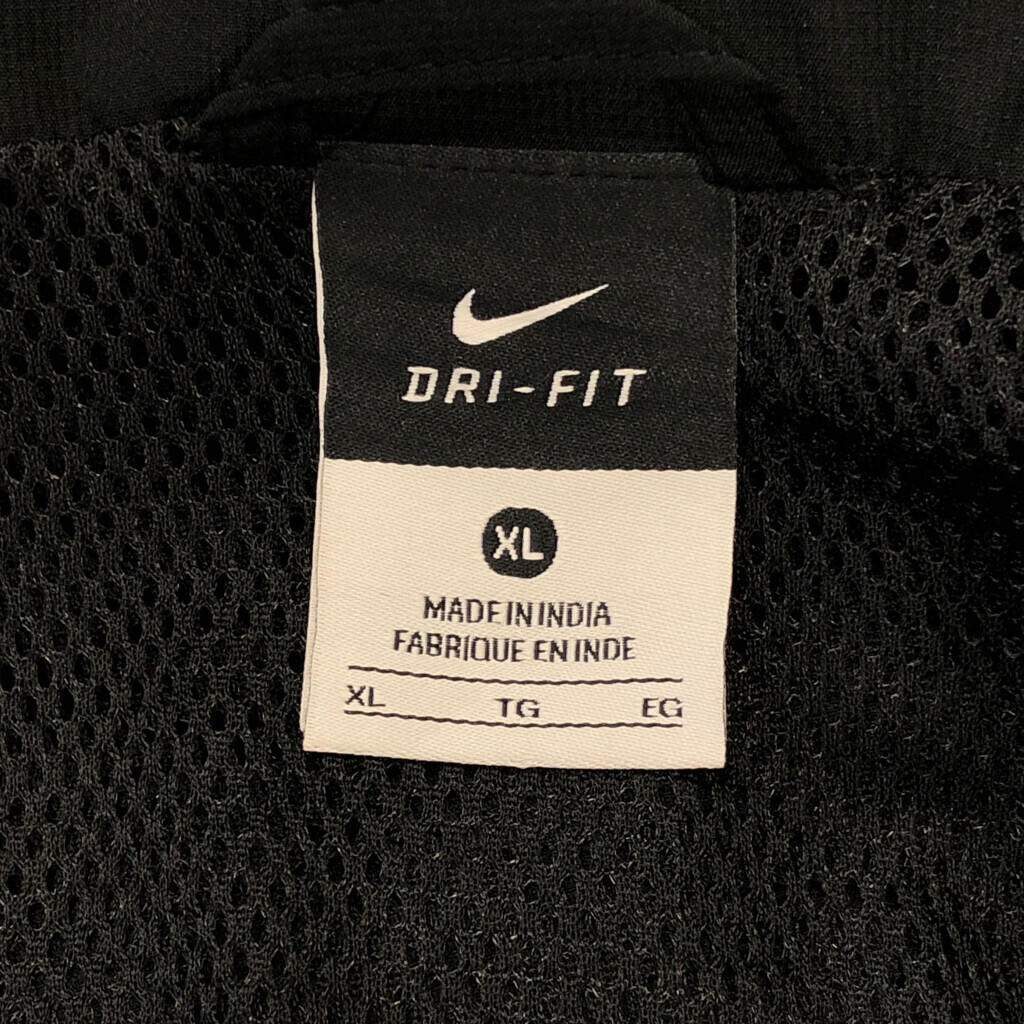 DRI-FIT
XL
MADE IN INDIA
FABRIQUE EN INDE
XL TG EG